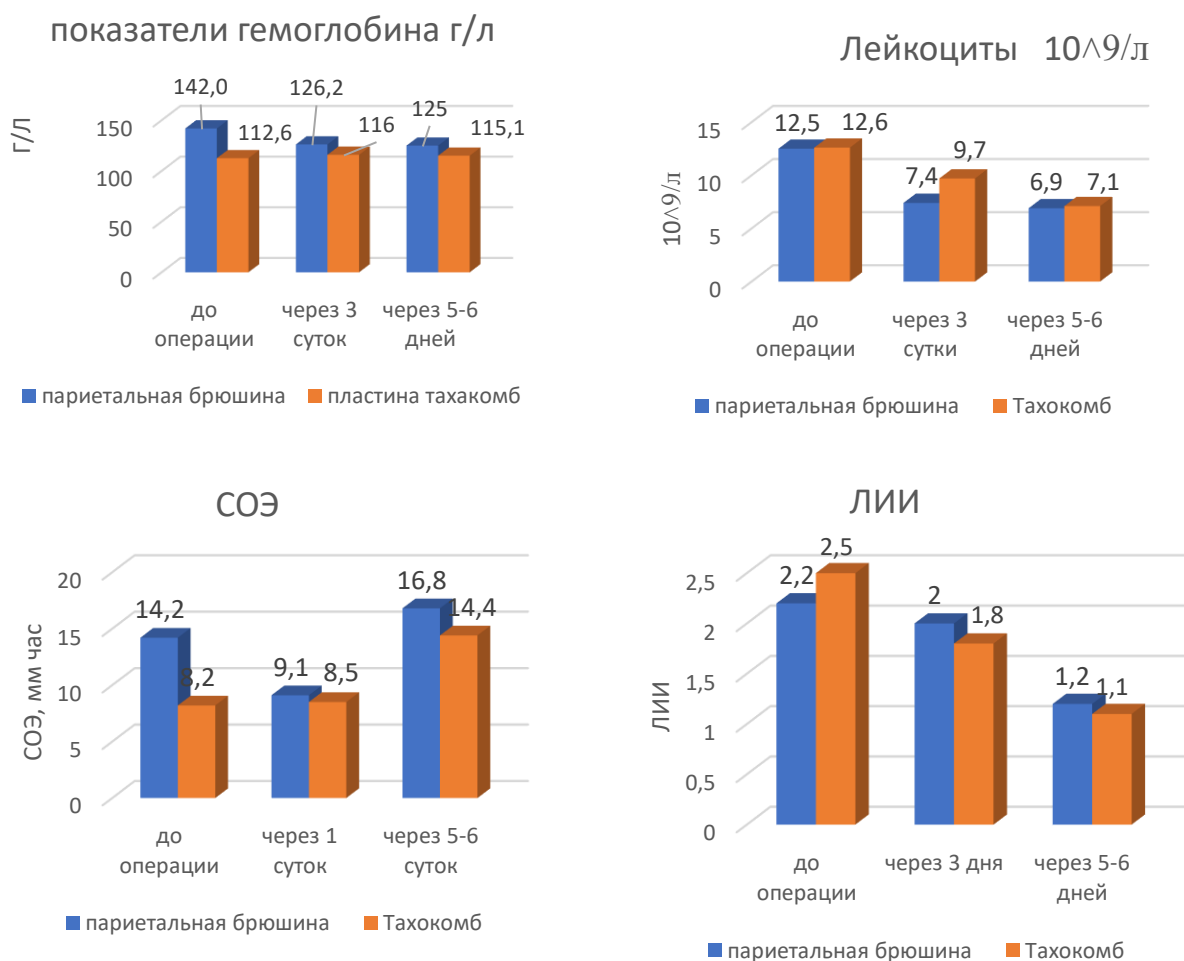 показатели гемоглобина г/л
Г/Л
150
100
50
0
142,0
112,6
126,2
116
125
115,1
до операции
через 3 суток
через 5-6 дней
париетальная брюшина
пластина тахакомб
Лейкоциты 10^9/л
10^9/л
15
10
5
0
12,5
12,6
7,4
9,7
6,9
7,1
до операции
через 3 сутки
через 5-6 дней
париетальная брюшина
Тахокомб
СОЭ
СОЭ, мм час
20
15
10
5
0
14,2
8,2
9,1
8,5
16,8
14,4
до операции
через 1 суток
через 5-6 суток
париетальная брюшина
Тахокомб
ЛИИ
ЛИИ
2,5
2
1,5
1
0,5
0
2,2
2,5
2
1,8
1,2
1,1
до операции
через 3 дня
через 5-6 дней
париетальная брюшина
Тахокомб